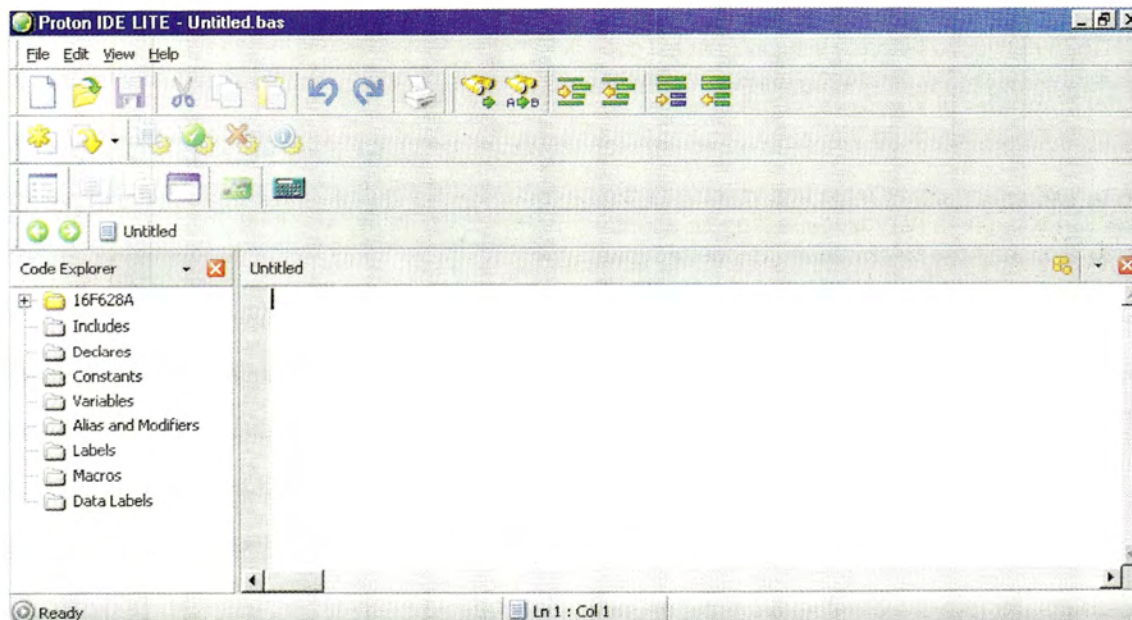 Proton IDE LITE - Untitled.bas
File Edit View Help
A B
Untitled
Code Explorer
Untitled
16F628A
Includes
Declares
Constants
Variables
Alias and Modifiers
Labels
Macros
Data Labels
Ready
Ln 1 : Col 1